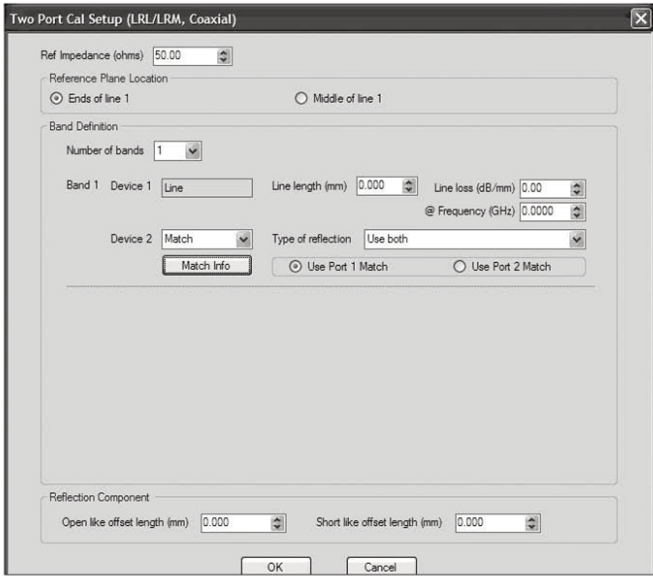 Two Port Cal Setup (LRL/LRM, Coaxial)
Ref Impedance (ohms) 50.00
Reference Plane Location
Ends of line 1 Middle of line 1
Band Definition
Number of bands 1
Band 1 Device 1 Line Line length (mm) 0.000 Line loss (dB/mm) 0.00
@ Frequency (GHz) 0.0000
Device 2 Match Type of reflection Use both
Match Info Use Port 1 Match Use Port 2 Match
Reflection Component
Open like offset length (mm) 0.000 Short like offset length (mm) 0.000
OK Cancel